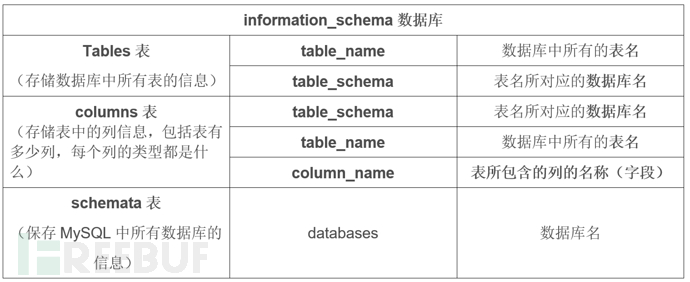 information_schema 数据库
Tables 表
(存储数据库中所有表的信息)
table_name
数据库中所有的表名
table_schema
表名所对应的数据库名
columns 表
(存储表中的列信息,包括表有
多少列,每个列的类型都是什
么)
table_schema
表名所对应的数据库名
table_name
数据库中所有的表名
column_name
表所包含的列的名称(字段)
schemata 表
(保存 MySQL 中所有数据库的
信息)
databases
数据库名
FREEBUF